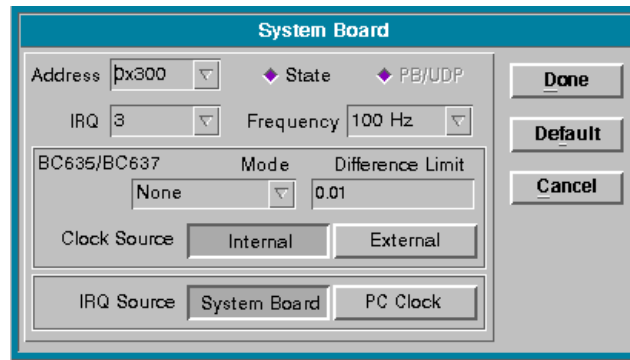 System Board
Address 0x300 State PB/UDP Done
IRQ 3 Frequency 100 Hz Default
BC635/BC637 Mode Difference Limit
None 0.01 Cancel
Clock Source Internal External
IRQ Source System Board PC Clock